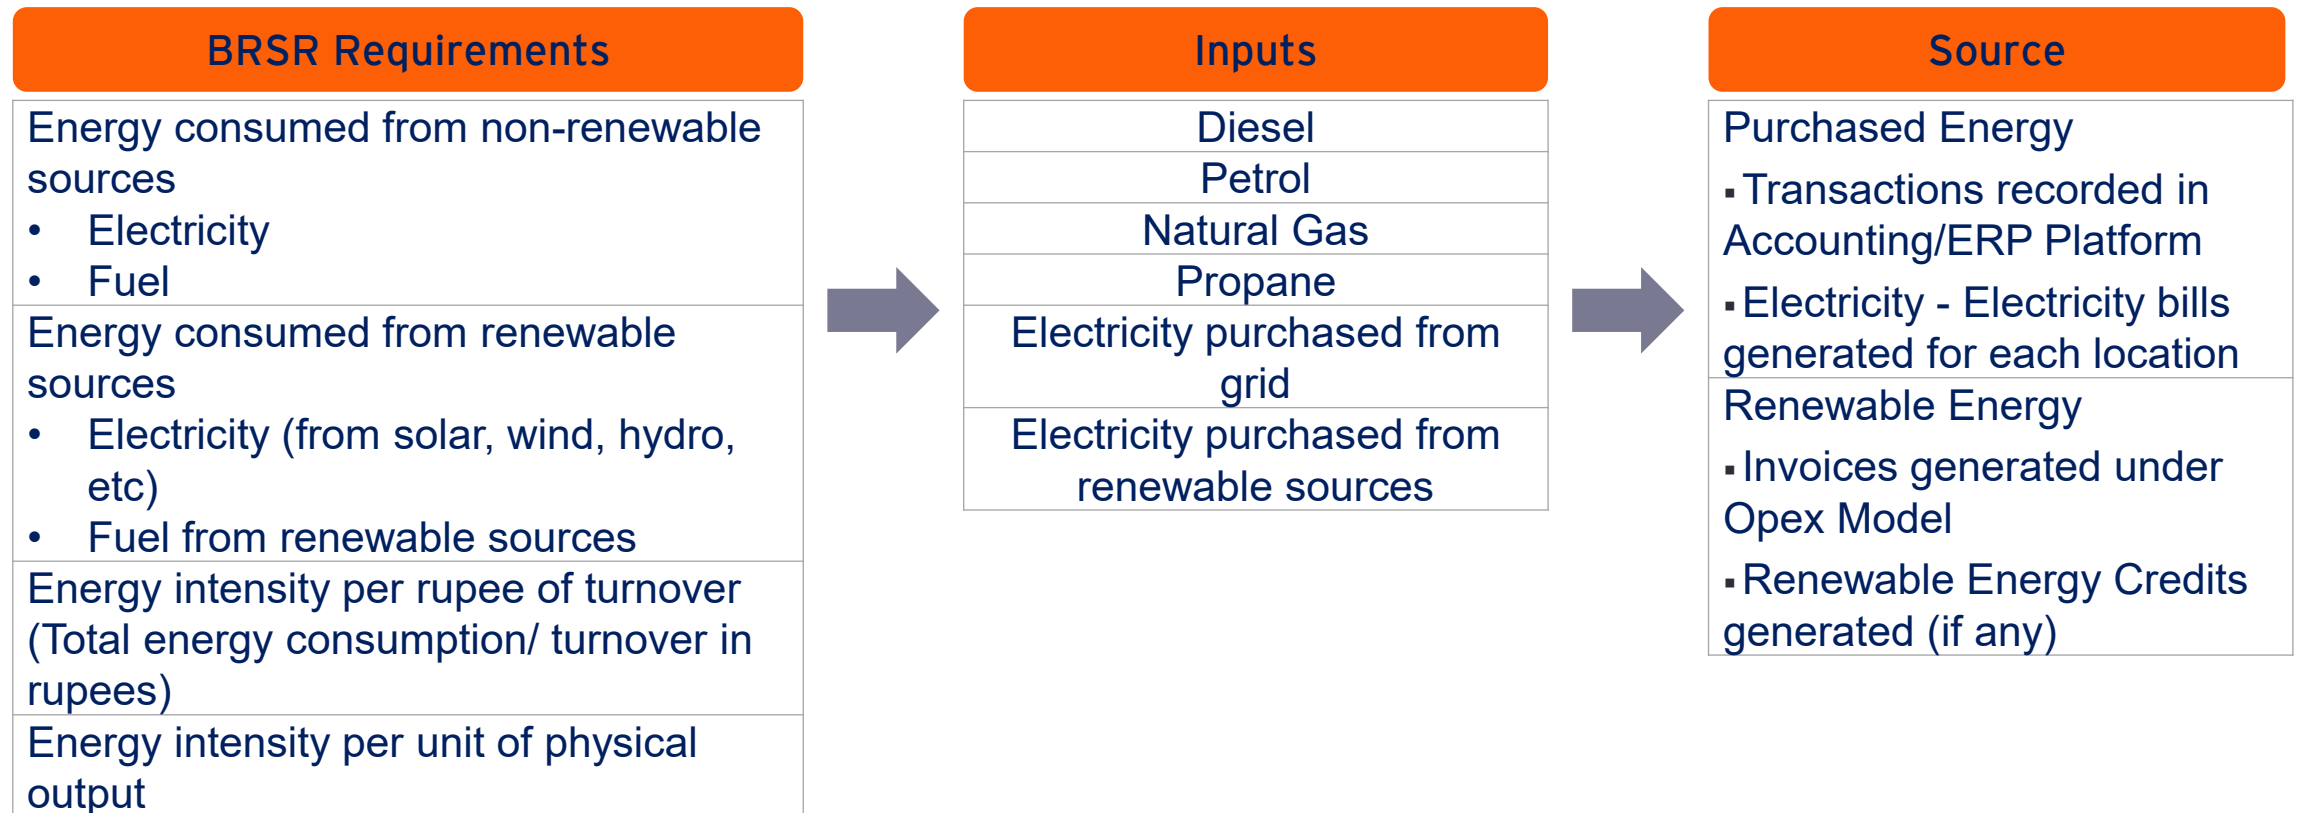 BRSR Requirements
Energy consumed from non-renewable
sources
• Electricity
• Fuel
Energy consumed from renewable
sources
• Electricity (from solar, wind, hydro,
etc)
• Fuel from renewable sources
Energy intensity per rupee of turnover
(Total energy consumption/ turnover in
rupees)
Energy intensity per unit of physical
output
Inputs
Diesel
Petrol
Natural Gas
Propane
Electricity purchased from
grid
Electricity purchased from
renewable sources
Source
Purchased Energy
▪Transactions recorded in
Accounting/ERP Platform
▪Electricity - Electricity bills
generated for each location
Renewable Energy
▪Invoices generated under
Opex Model
▪Renewable Energy Credits
generated (if any)